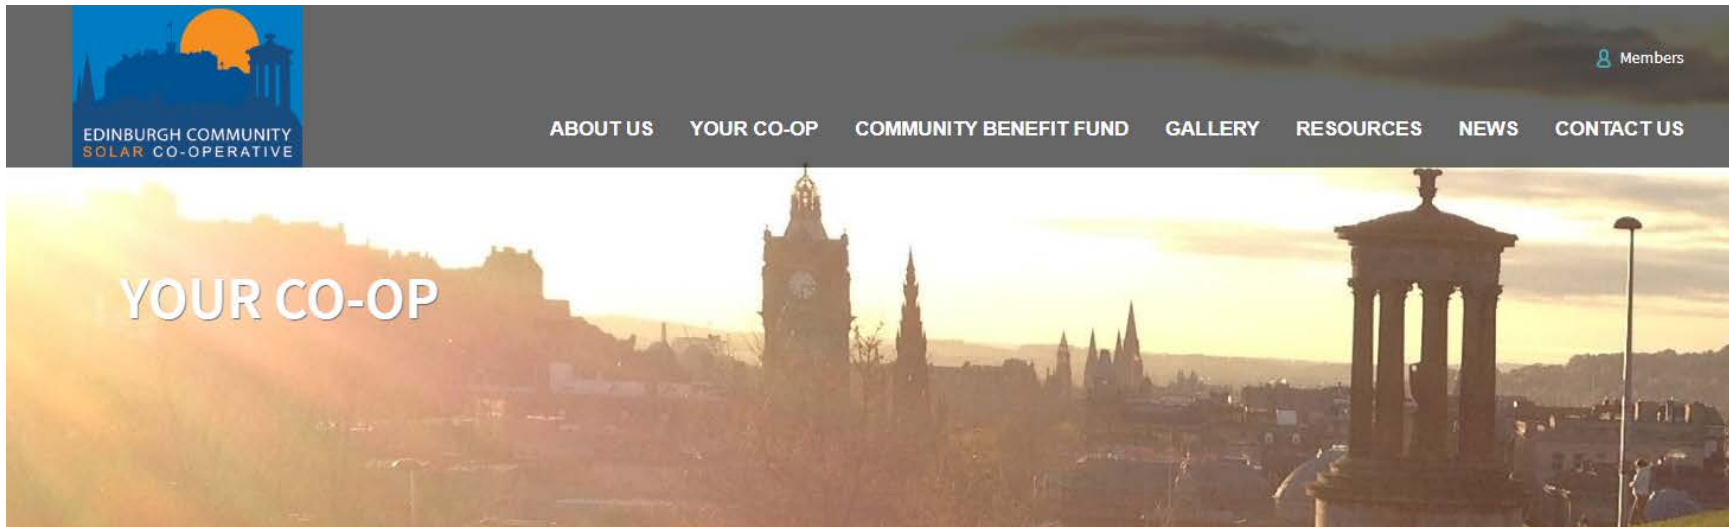 EDINBURGH COMMUNITY
SOLAR CO-OPERATIVE
Members
ABOUT US YOUR CO-OP COMMUNITY BENEFIT FUND GALLERY RESOURCES NEWS CONTACT US
YOUR CO-OP